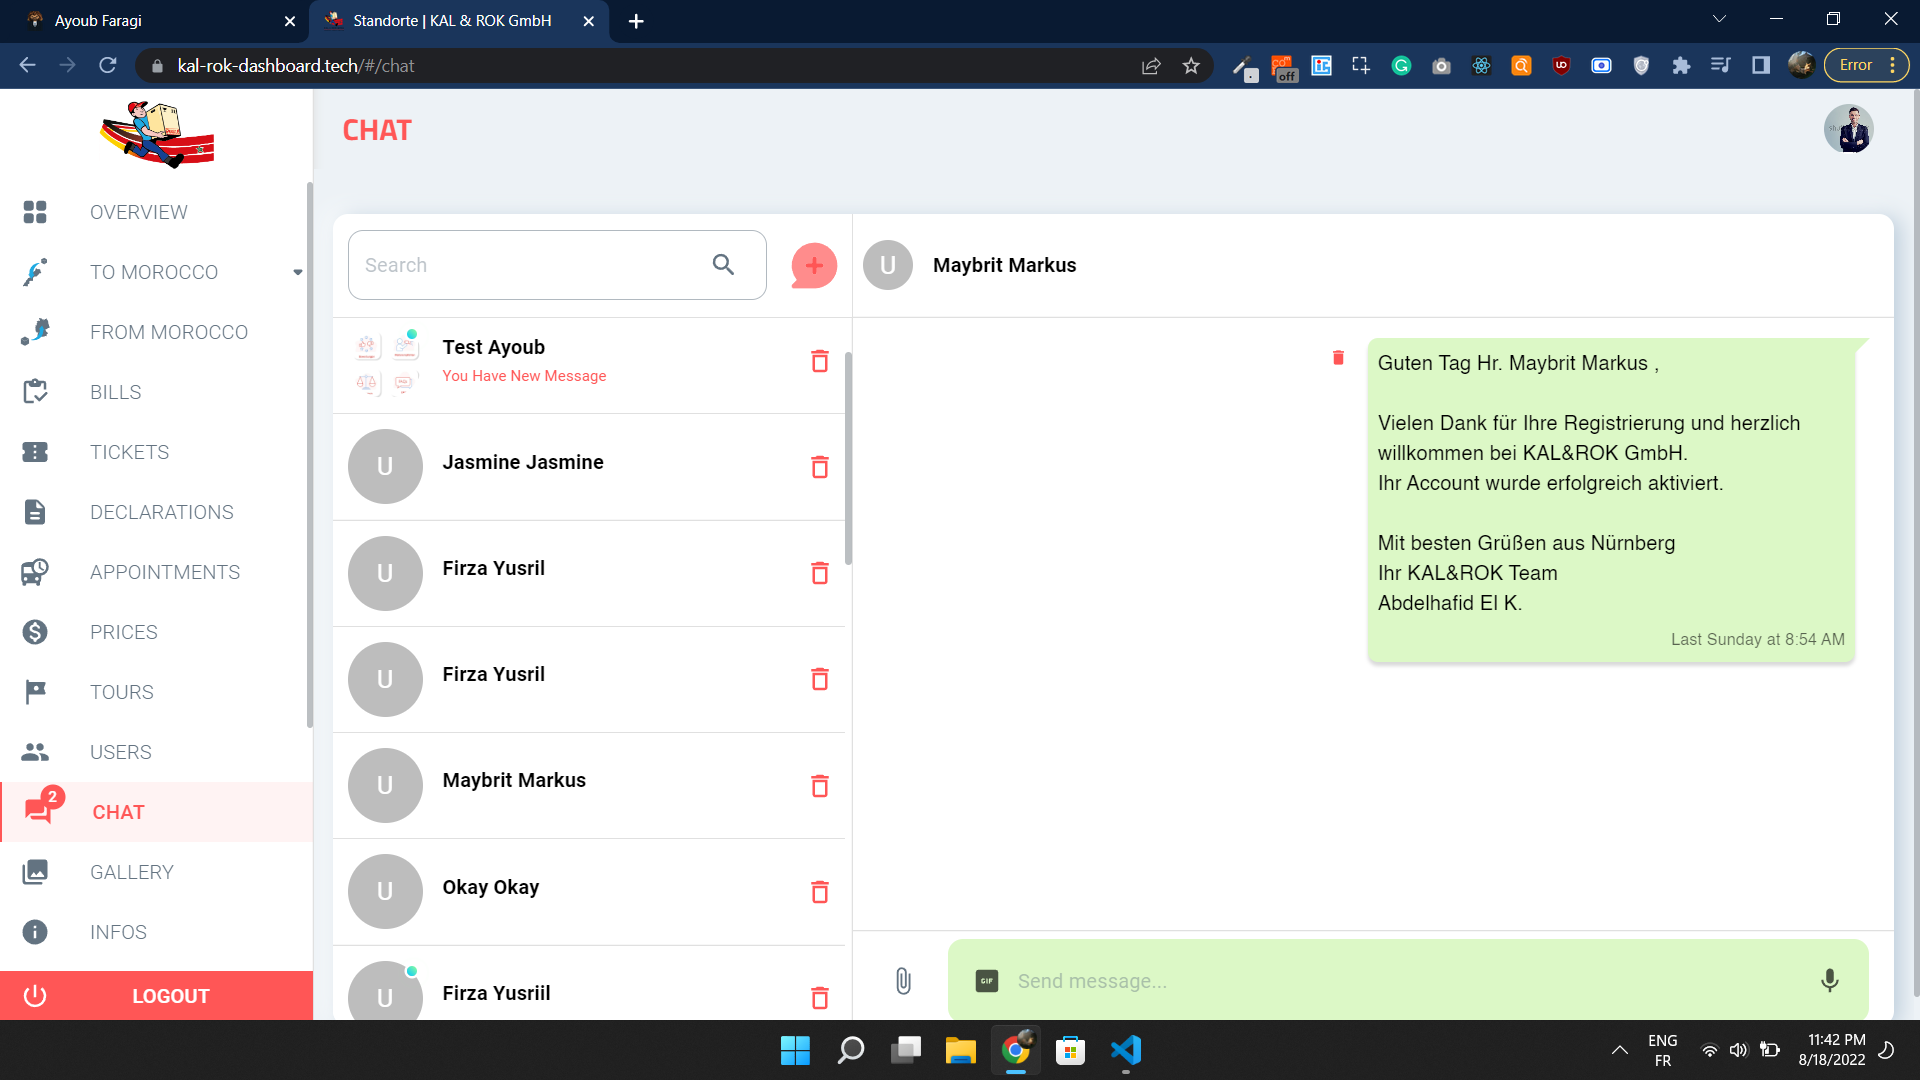 Ayoub Faragi
Standorte | KAL & ROK GmbH
kal-rok-dashboard.tech/#/chat
off
Error
CHAT
OVERVIEW
TO MOROCCO
FROM MOROCCO
BILLS
TICKETS
DECLARATIONS
APPOINTMENTS
PRICES
TOURS
USERS
2
CHAT
GALLERY
INFOS
LOGOUT
Search
Test Ayoub
You Have New Message
U
Jasmine Jasmine
U
Firza Yusril
U
Firza Yusril
U
Maybrit Markus
U
Okay Okay
U
Firza Yusriil
U
Maybrit Markus
Guten Tag Hr. Maybrit Markus ,
Vielen Dank für Ihre Registrierung und herzlich
willkommen bei KAL&ROK GmbH.
Ihr Account wurde erfolgreich aktiviert.
Mit besten Grüßen aus Nürnberg
Ihr KAL&ROK Team
Abdelhafid El K.
Last Sunday at 8:54 AM
GIF
Send message...
ENG
FR
11:42 PM
8/18/2022